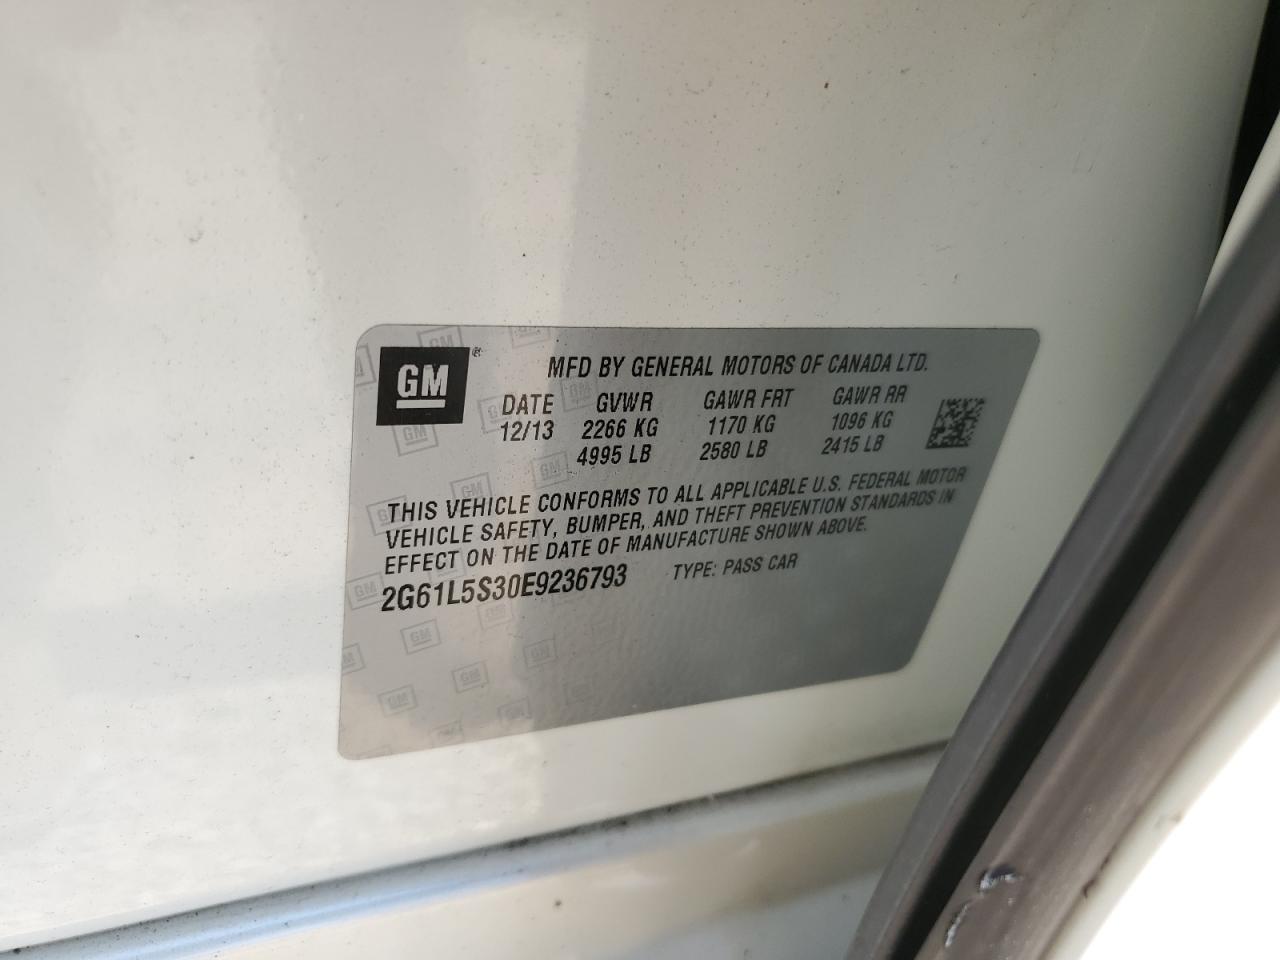 GM®
MFD BY GENERAL MOTORS OF CANADA LTD.
DATE GVWR GAWR FRT GAWR RR
12/13 2266 KG 1170 KG 1096 KG
4995 LB 2580 LB 2415 LB
THIS VEHICLE CONFORMS TO ALL APPLICABLE U.S. FEDERAL MOTOR
VEHICLE SAFETY, BUMPER, AND THEFT PREVENTION STANDARDS IN
EFFECT ON THE DATE OF MANUFACTURE SHOWN ABOVE.
2G61L5S30E9236793 TYPE: PASS CAR